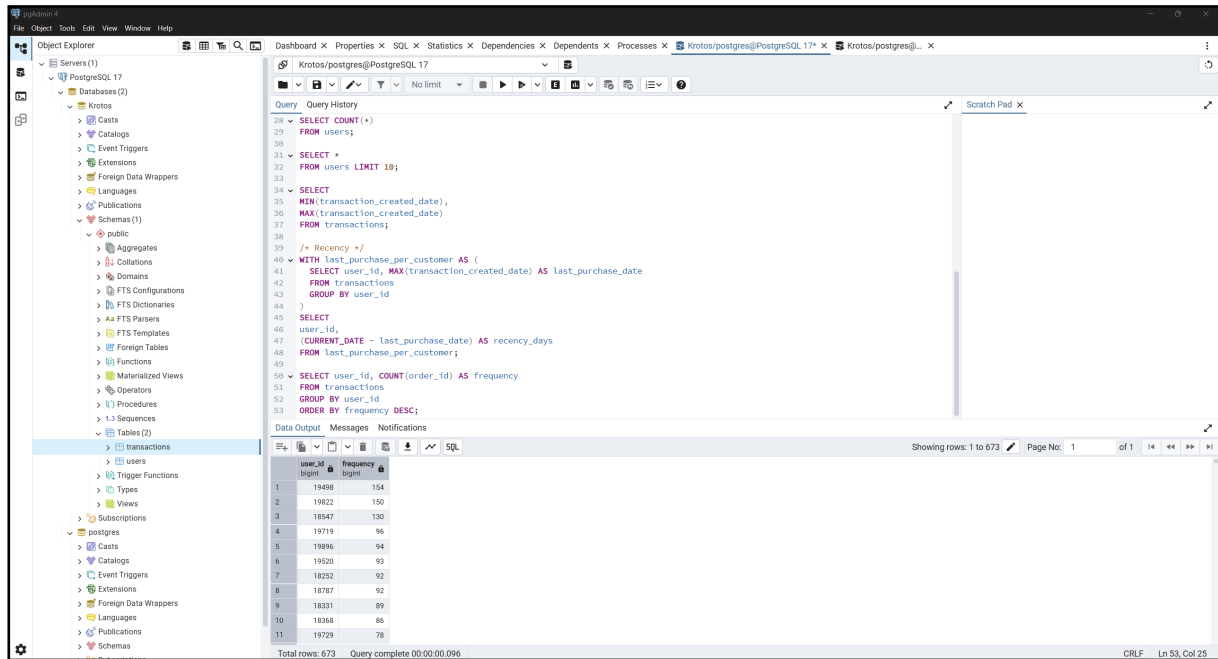 pgAdmin 4
File Object Tools Edit View Window Help
Object Explorer
Dashboard Properties SQL Statistics Dependencies Dependents Processes Krotos/postgres@PostgreSQL 17* Krotos/postgres@...
Servers (1)
PostgreSQL 17
Databases (2)
Krotos
Casts
Catalogs
Event Triggers
Extensions
Foreign Data Wrappers
Languages
Publications
Schemas (1)
public
Aggregates
Collations
Domains
FTS Configurations
FTS Dictionaries
FTS Parsers
FTS Templates
Foreign Tables
Functions
Materialized Views
Operators
Procedures
Sequences
Tables (2)
transactions
users
Trigger Functions
Types
Views
Subscriptions
postgres
Casts
Catalogs
Event Triggers
Extensions
Foreign Data Wrappers
Languages
Publications
Schemas
Krotos/postgres@PostgreSQL 17
No limit
Query Query History
Scratch Pad
28 SELECT COUNT(*)
29 FROM users;
30
31 SELECT *
32 FROM users LIMIT 10;
33
34 SELECT
35 MIN(transaction_created_date),
36 MAX(transaction_created_date)
37 FROM transactions;
38
39 /* Recency */
40 WITH last_purchase_per_customer AS (
41 SELECT user_id, MAX(transaction_created_date) AS last_purchase_date
42 FROM transactions
43 GROUP BY user_id
44 )
45 SELECT
46 user_id,
47 (CURRENT_DATE - last_purchase_date) AS recency_days
48 FROM last_purchase_per_customer;
49
50 SELECT user_id, COUNT(order_id) AS frequency
51 FROM transactions
52 GROUP BY user_id
53 ORDER BY frequency DESC;
Data Output Messages Notifications
SQL
Showing rows: 1 to 673 Page No: 1 of 1
user_id frequency
bigint bigint
1 19498 154
2 19822 150
3 18547 130
4 19719 96
5 19896 94
6 19520 93
7 18252 92
8 18787 92
9 18331 89
10 18368 86
11 19729 78
Total rows: 673 Query complete 00:00:00.096 CRLF Ln 53, Col 25